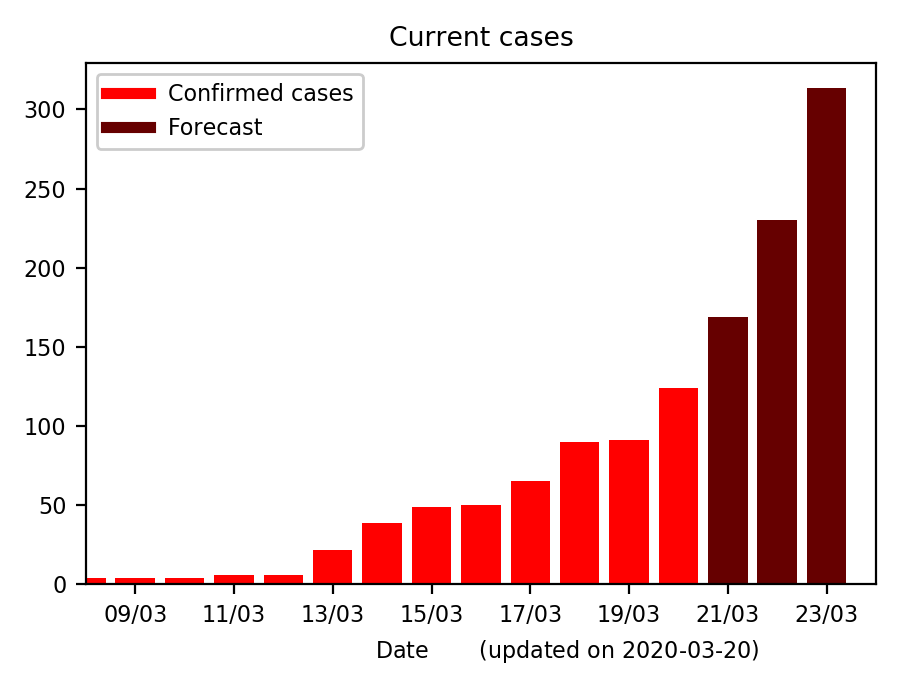 Current cases
Confirmed cases
Forecast
300
250
200
150
100
50
0
09/03 11/03 13/03 15/03 17/03 19/03 21/03 23/03
Date (updated on 2020-03-20)